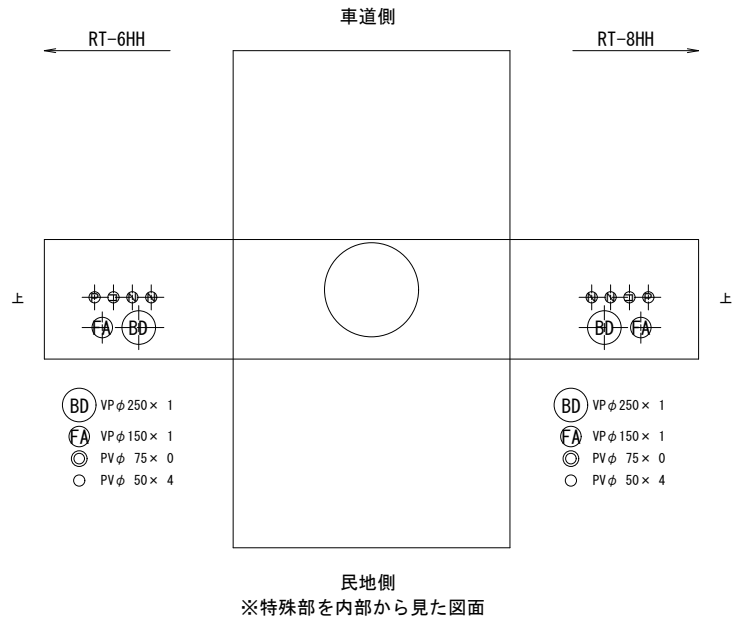 車道側
RT-6HH
RT-8HH
上
P コ N N
FA BD
N N コ P
BD FA
上
BD VPφ250× 1
FA VPφ150× 1
PVφ 75× 0
PVφ 50× 4
BD VPφ250× 1
FA VPφ150× 1
PVφ 75× 0
PVφ 50× 4
民地側
※特殊部を内部から見た図面